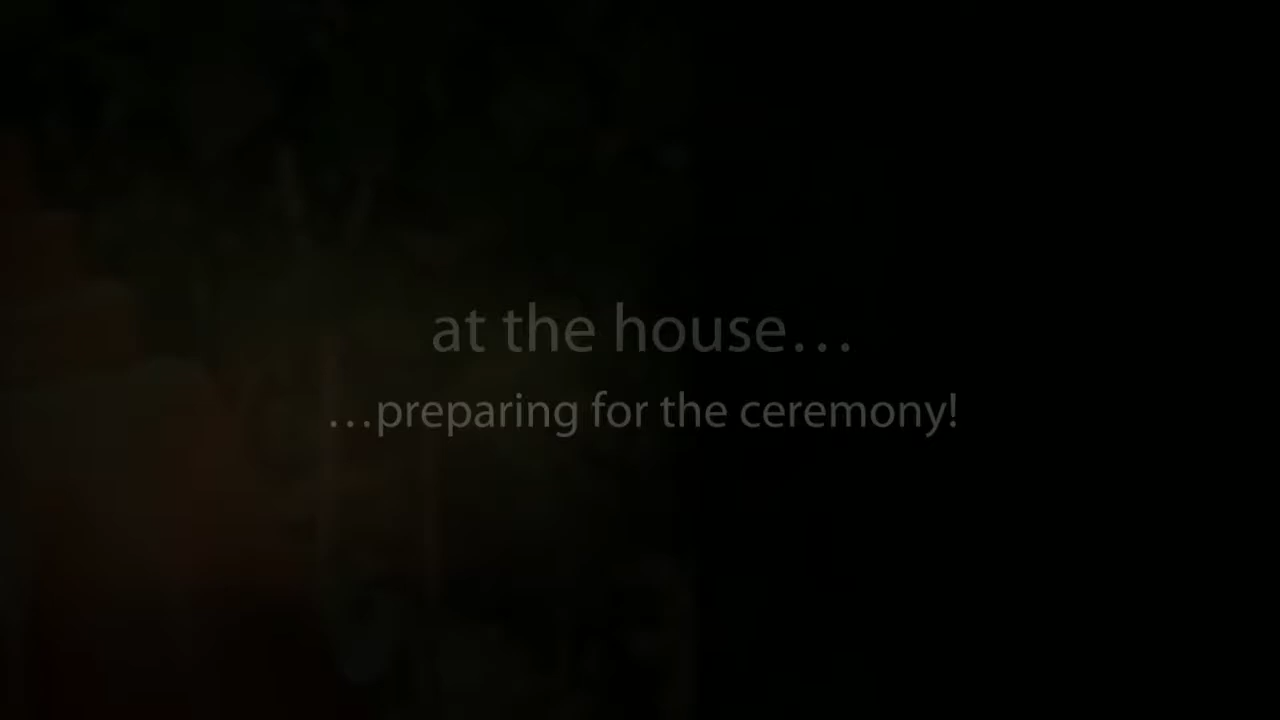 at the house…
…preparing for the ceremony!